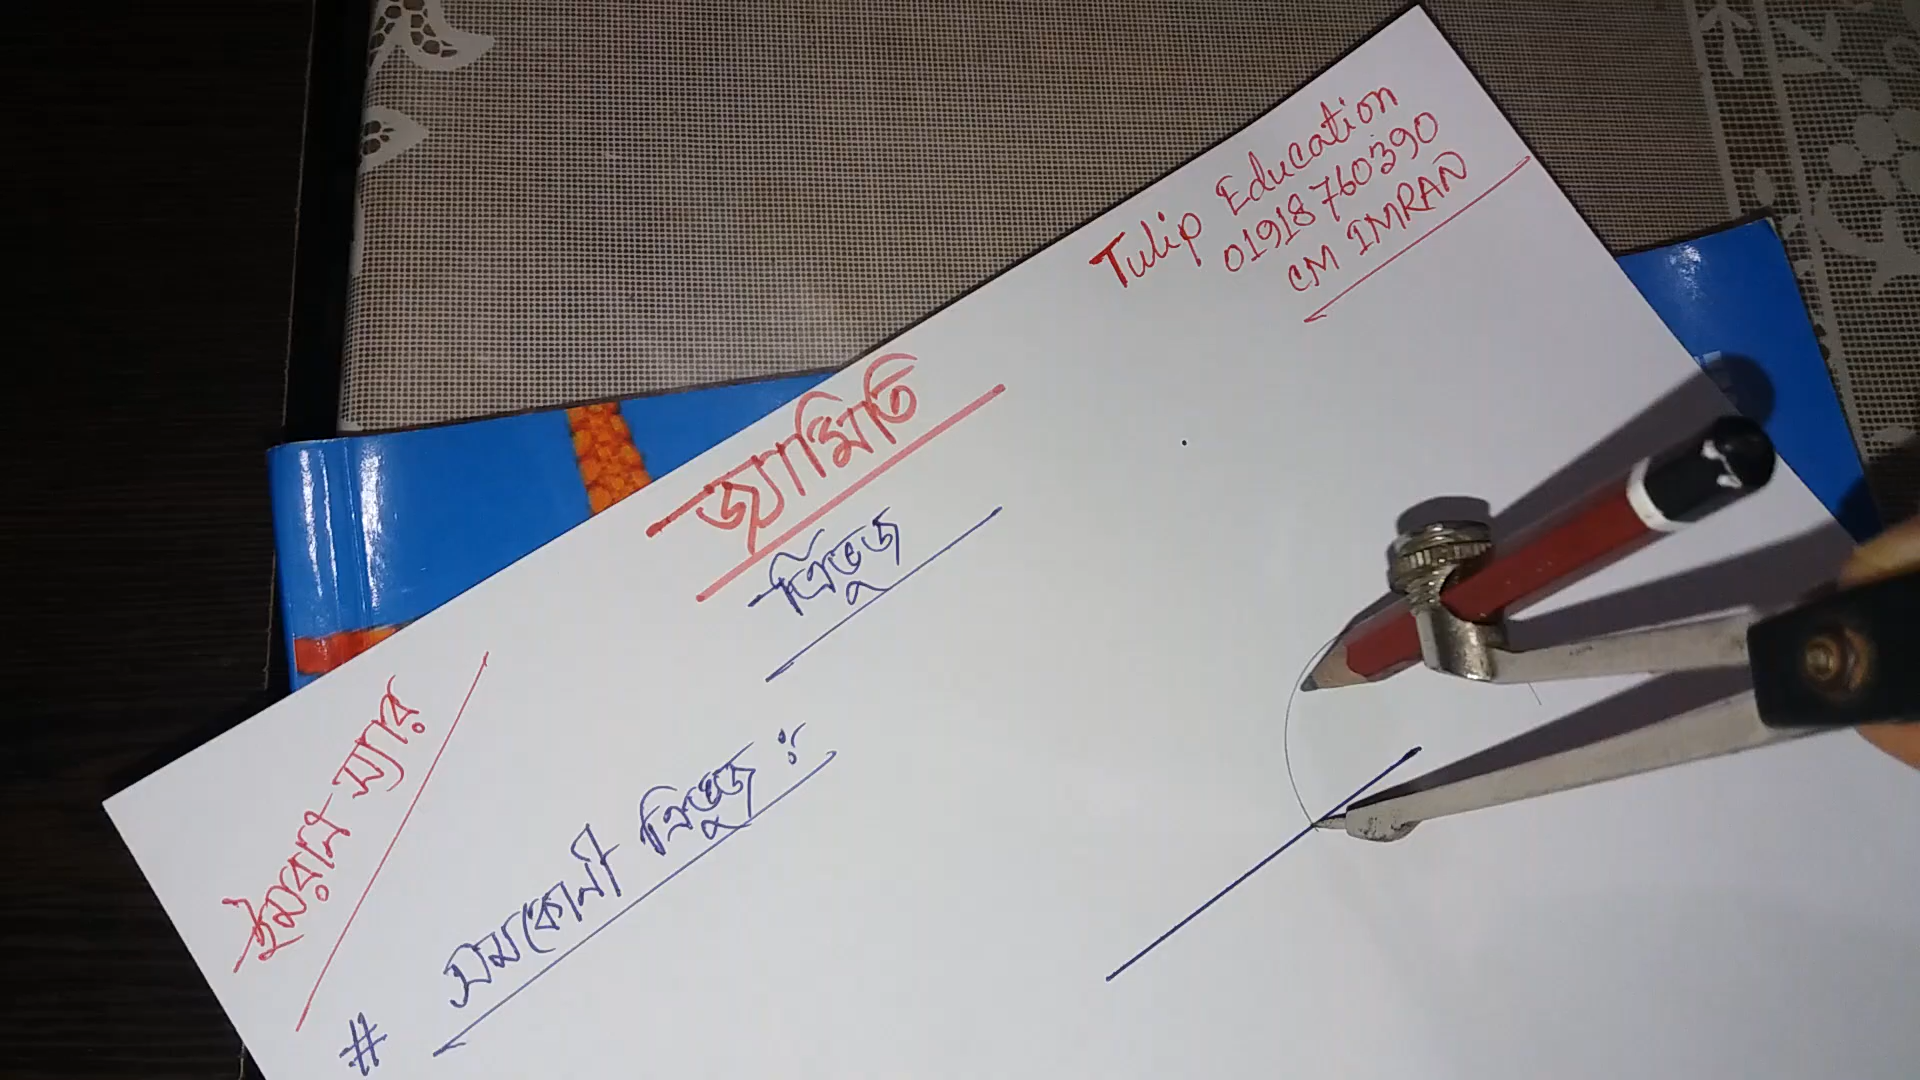 Tulip Education
01918760390
CM IMRAN
জ্যামিতি
ত্রিভুজ
ইমরান স্যার
# সমকোণী ত্রিভুজ :